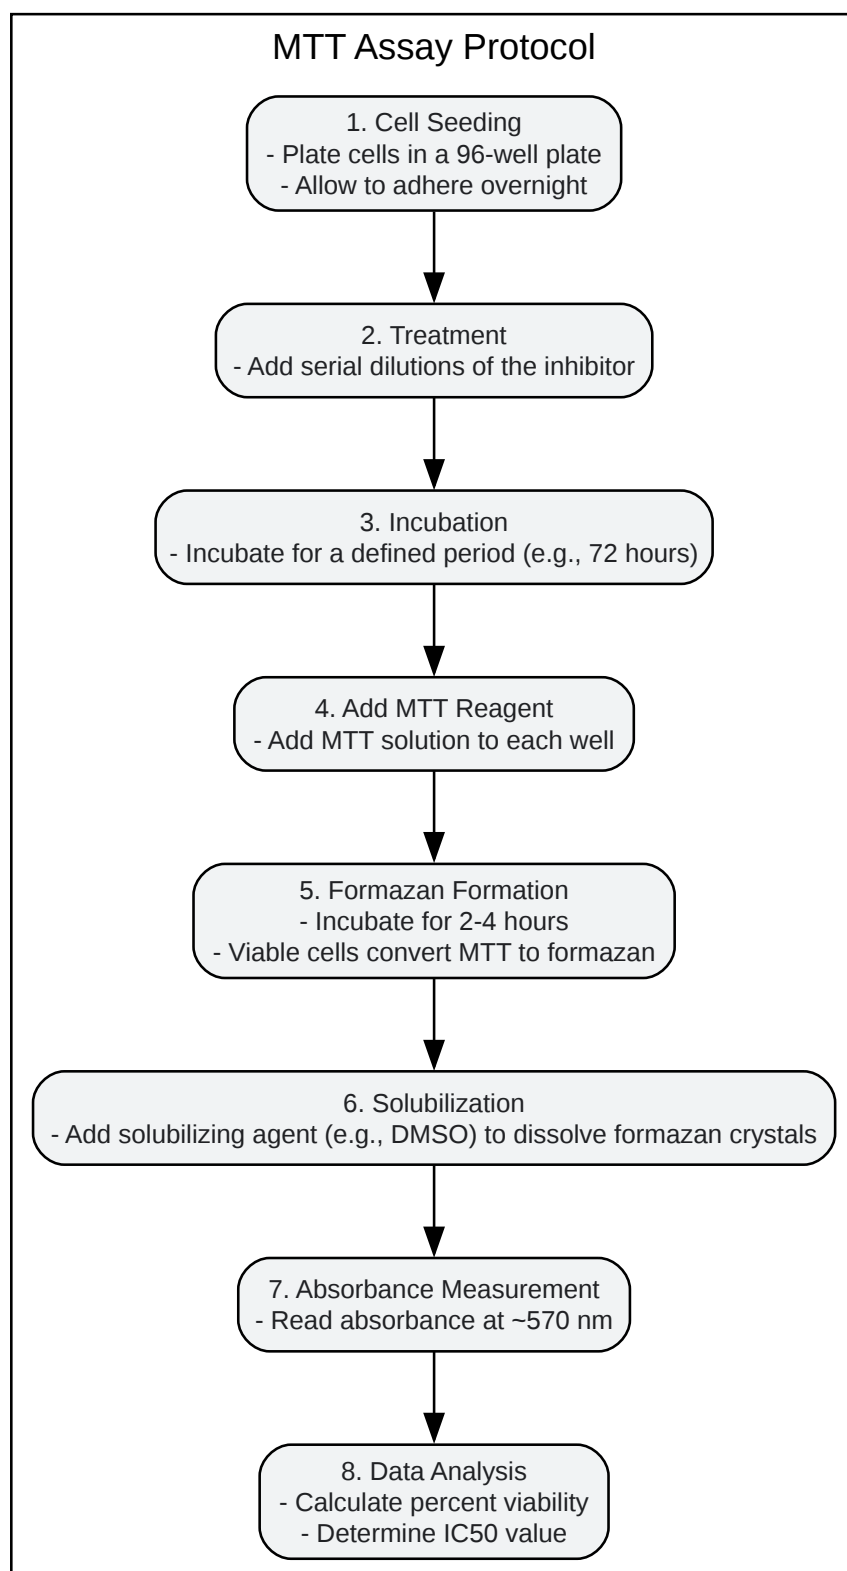 MTT Assay Protocol
1. Cell Seeding
- Plate cells in a 96-well plate
- Allow to adhere overnight
2. Treatment
- Add serial dilutions of the inhibitor
3. Incubation
- Incubate for a defined period (e.g., 72 hours)
4. Add MTT Reagent
- Add MTT solution to each well
5. Formazan Formation
- Incubate for 2-4 hours
- Viable cells convert MTT to formazan
6. Solubilization
- Add solubilizing agent (e.g., DMSO) to dissolve formazan crystals
7. Absorbance Measurement
- Read absorbance at ~570 nm
8. Data Analysis
- Calculate percent viability
- Determine IC50 value